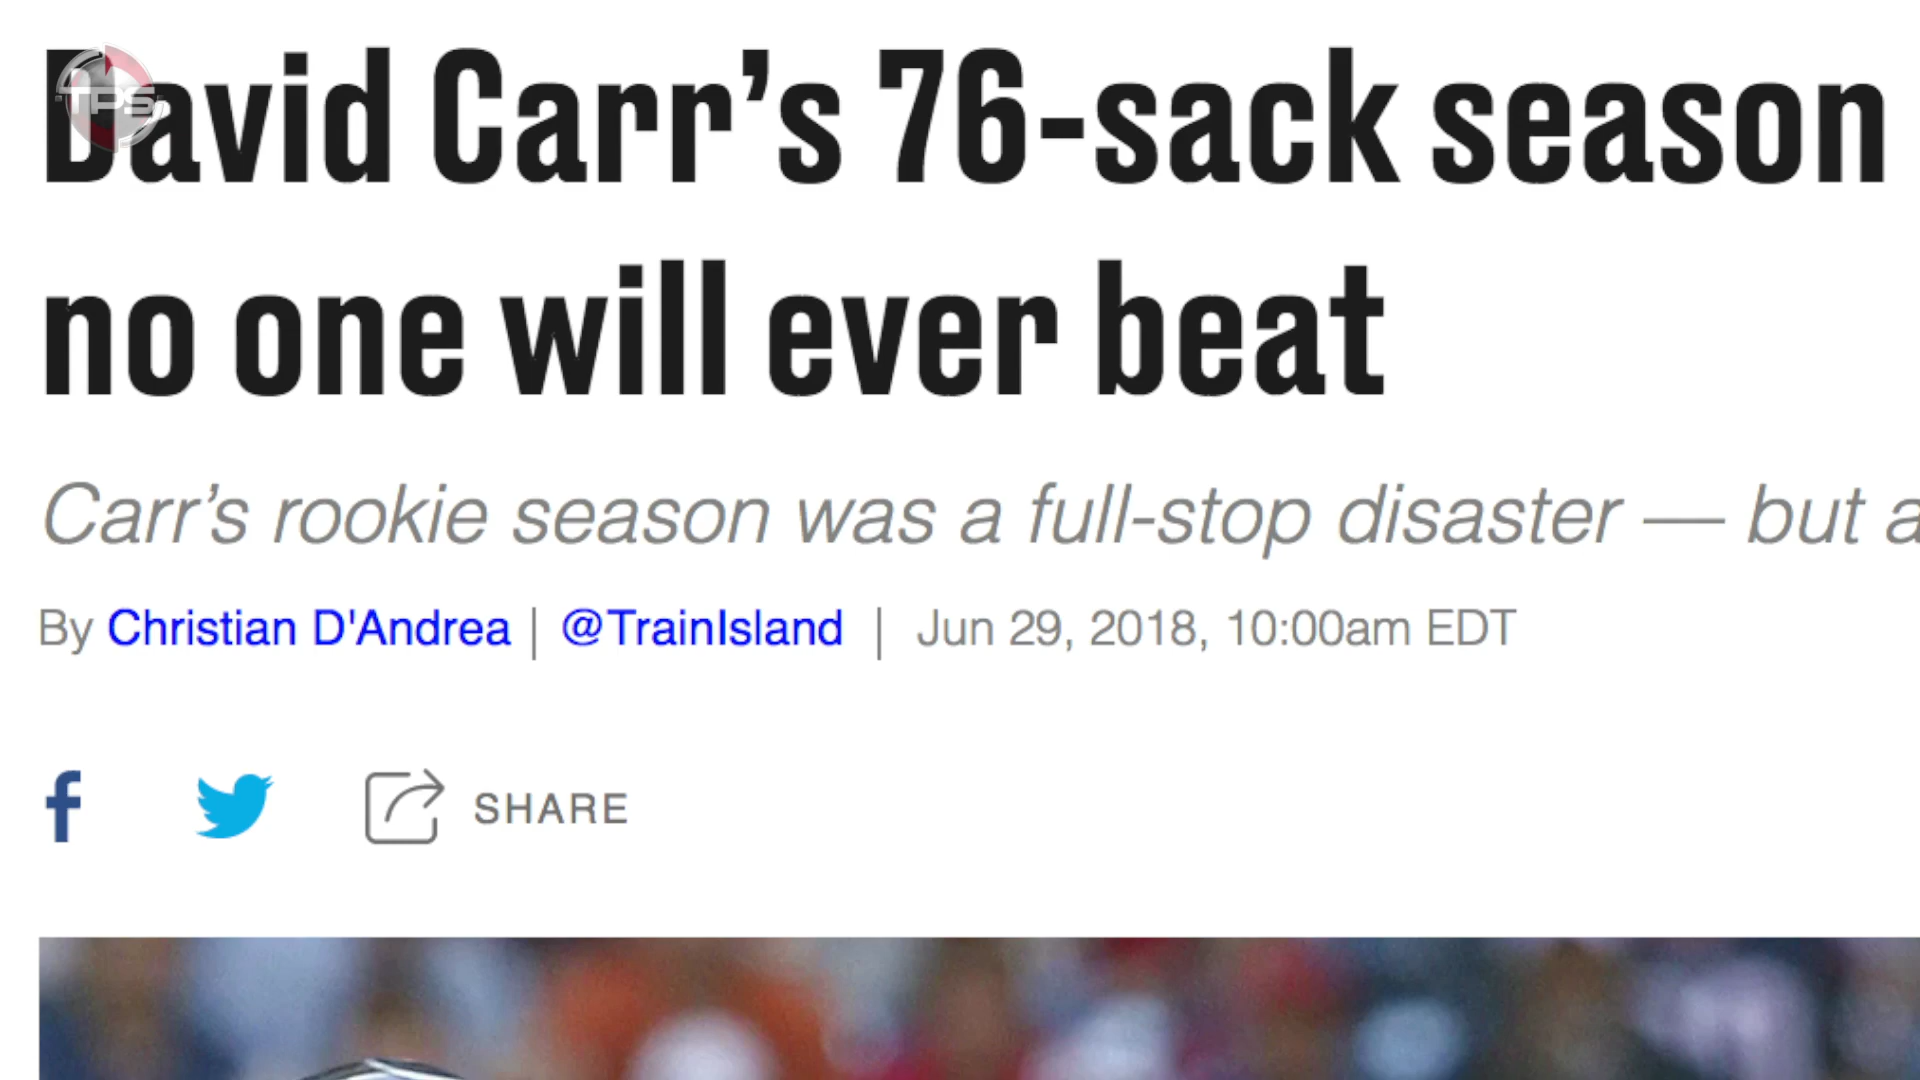 TPS
David Carr’s 76-sack season
no one will ever beat
Carr’s rookie season was a full-stop disaster — but a
By Christian D'Andrea | @TrainIsland | Jun 29, 2018, 10:00am EDT
SHARE